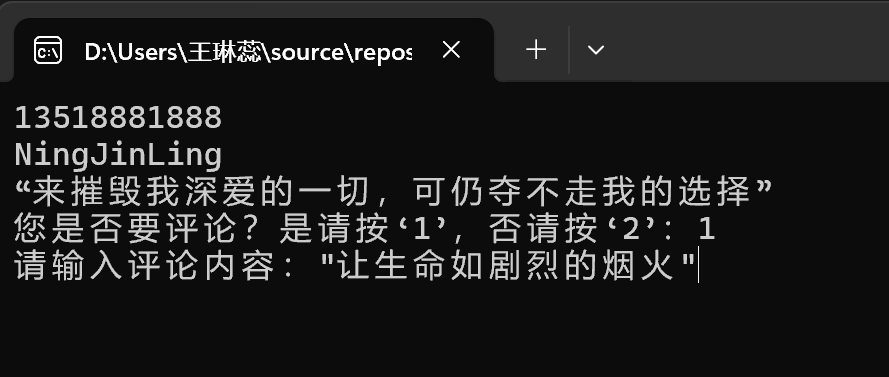 D:\Users\王琳蕊\source\repos
13518881888
NingJinLing
“来摧毁我深爱的一切，可仍夺不走我的选择”
您是否要评论？是请按‘1’，否请按‘2’：1
请输入评论内容："让生命如剧烈的烟火"